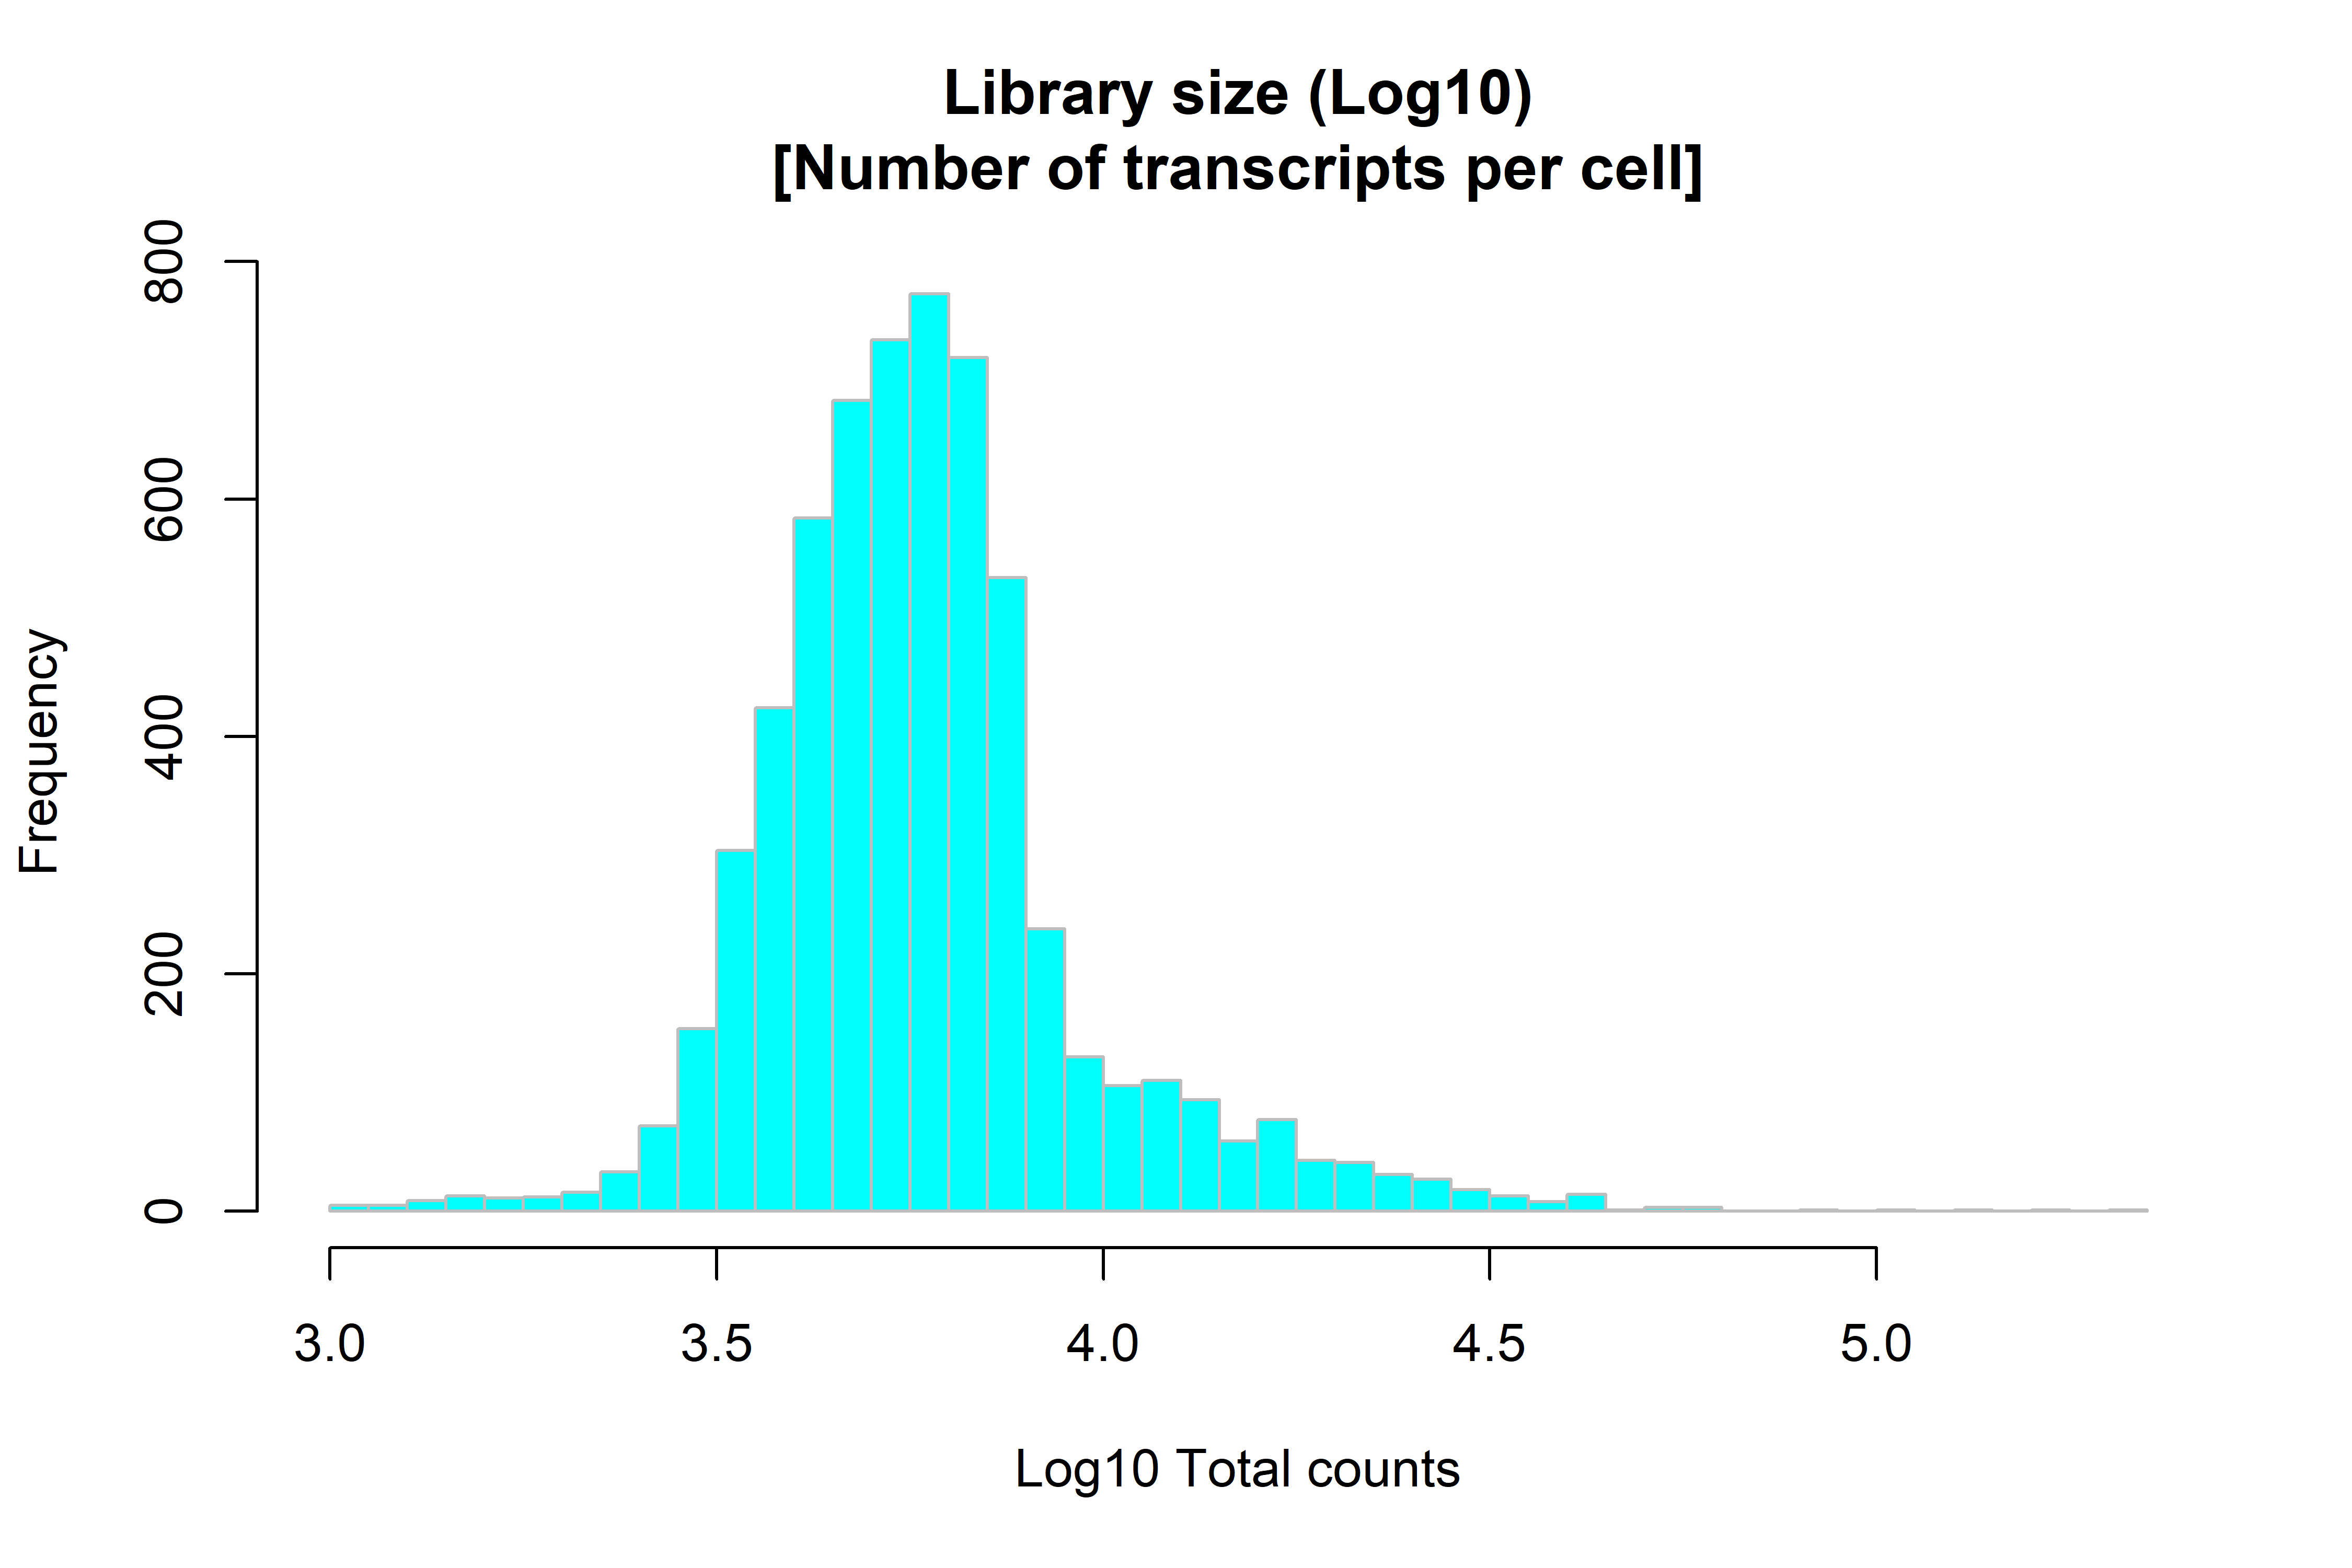 Library size (Log10)
[Number of transcripts per cell]
800
600
400
200
0
Frequency
3.0 3.5 4.0 4.5 5.0
Log10 Total counts